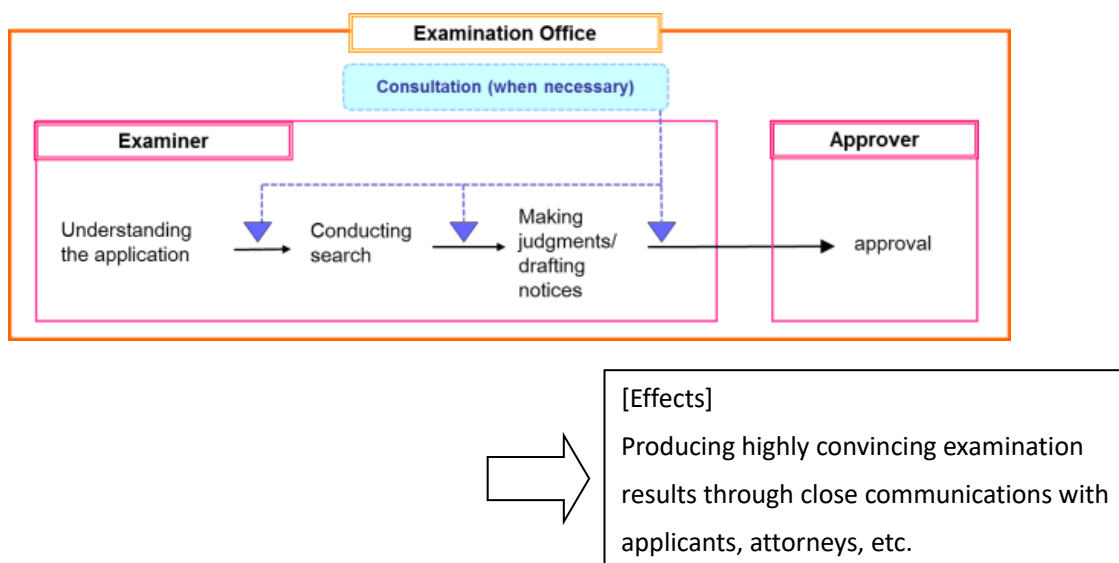 Examination Office
Consultation (when necessary)
Examiner
Approver
Understanding
the application
Conducting
search
Making
judgments/
drafting
notices
approval
[Effects]
Producing highly convincing examination
results through close communications with
applicants, attorneys, etc.